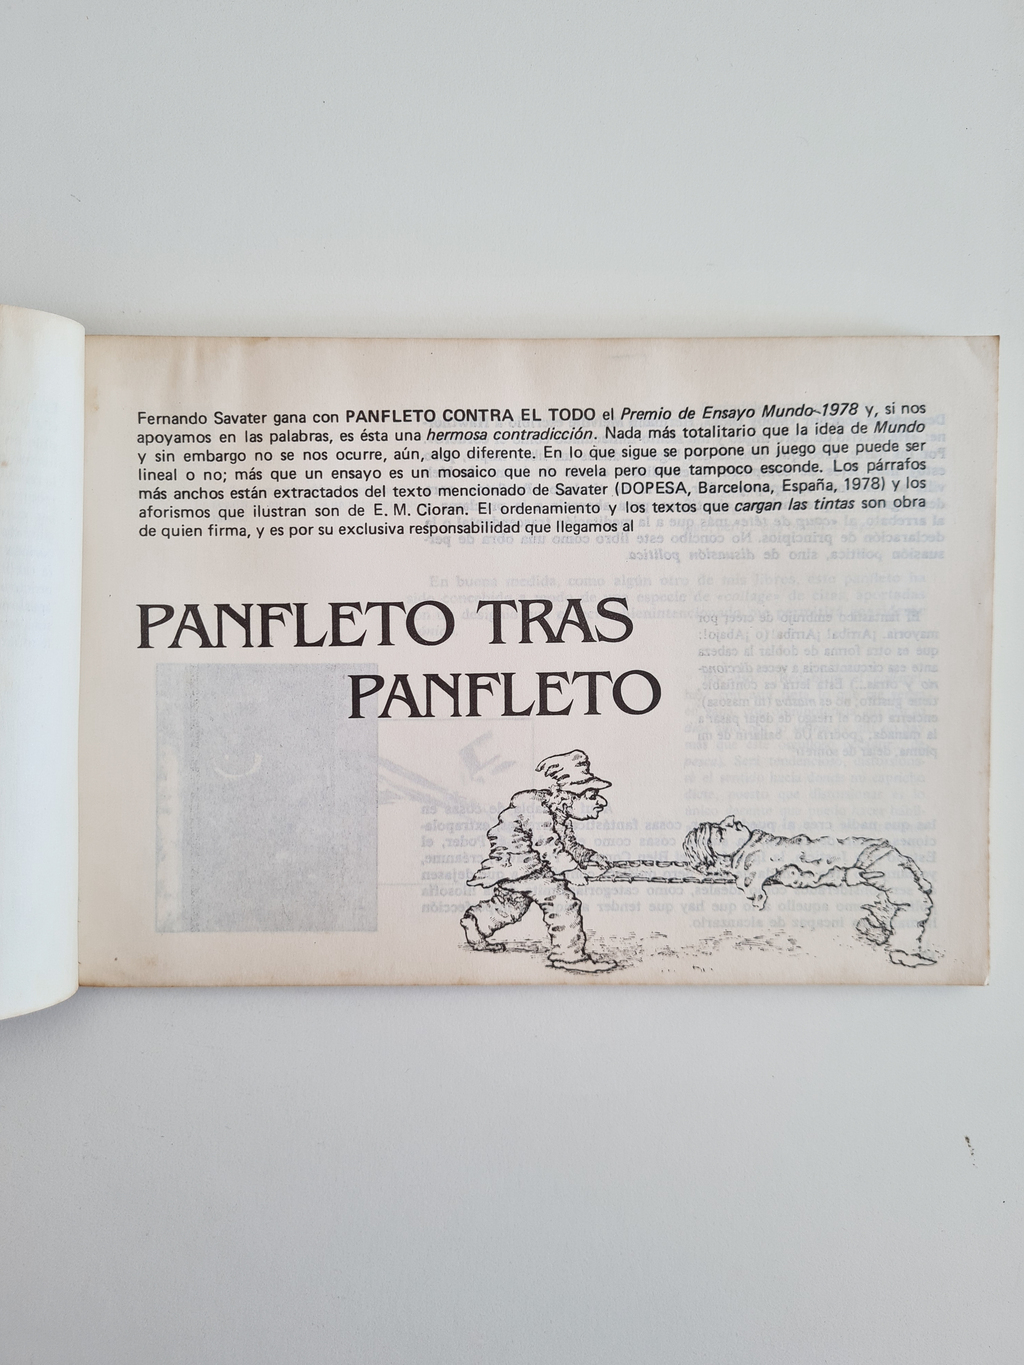 Fernando Savater gana con PANFLETO CONTRA EL TODO el Premio de Ensayo Mundo-1978 y, si nos
apoyamos en las palabras, es ésta una hermosa contradicción. Nada más totalitario que la idea de Mundo
y sin embargo no se nos ocurre, aún, algo diferente. En lo que sigue se porpone un juego que puede ser
lineal o no; más que un ensayo es un mosaico que no revela pero que tampoco esconde. Los párrafos
más anchos están extractados del texto mencionado de Savater (DOPESA, Barcelona, España, 1978) y los
aforismos que ilustran son de E. M. Cioran. El ordenamiento y los textos que cargan las tintas son obra
de quien firma, y es por su exclusiva responsabilidad que llegamos al
PANFLETO TRAS
PANFLETO